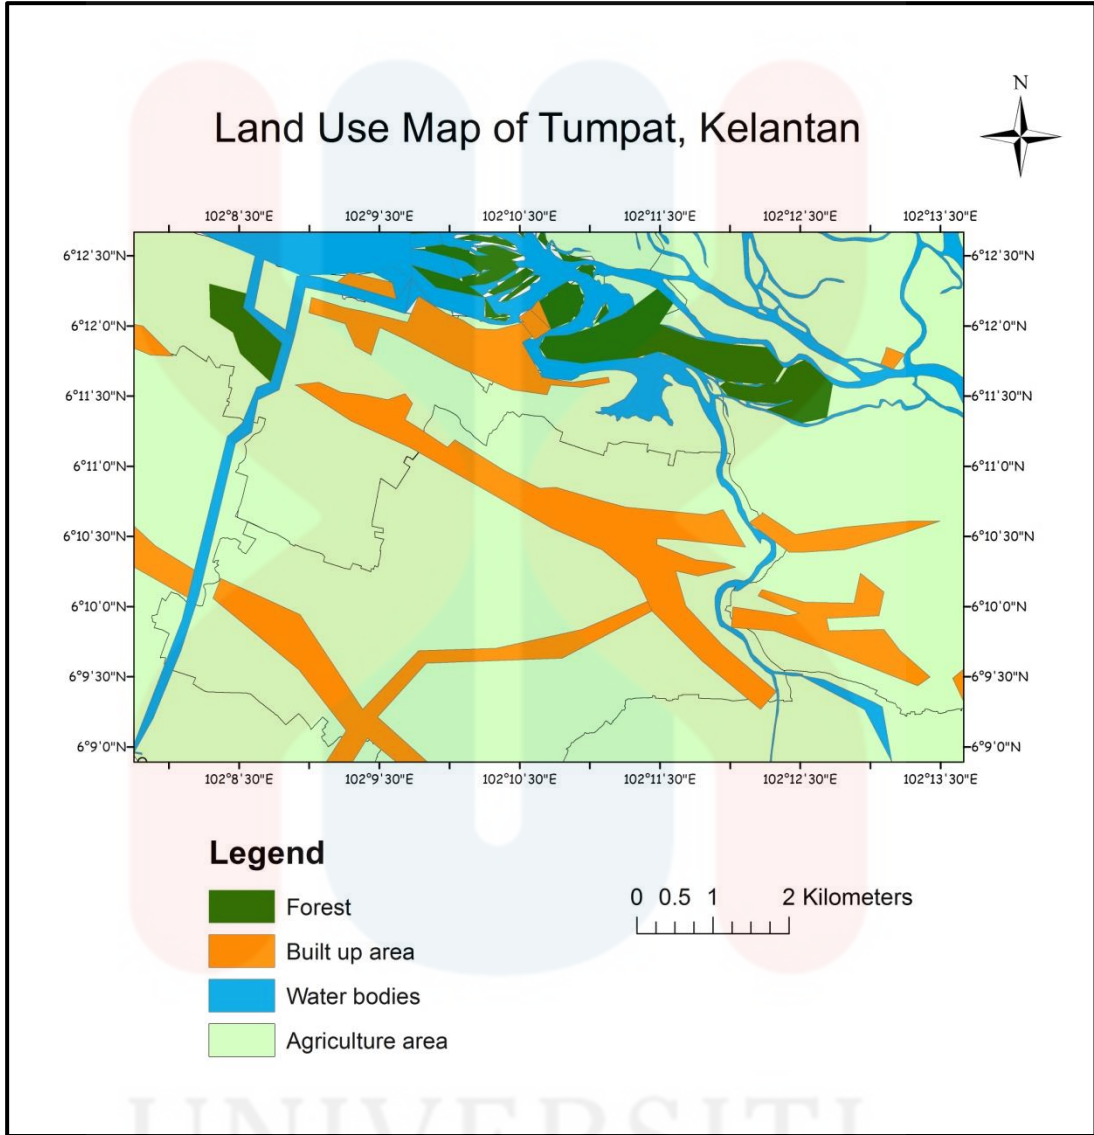 N
Land Use Map of Tumpat, Kelantan
102°8'30"E 102°9'30"E 102°10'30"E 102°11'30"E 102°12'30"E 102°13'30"E
6°12'30"N 6°12'30"N
6°12'0"N 6°12'0"N
6°11'30"N 6°11'30"N
6°11'0"N 6°11'0"N
6°10'30"N 6°10'30"N
6°10'0"N 6°10'0"N
6°9'30"N 6°9'30"N
6°9'0"N 6°9'0"N
102°8'30"E 102°9'30"E 102°10'30"E 102°11'30"E 102°12'30"E 102°13'30"E
Legend
Forest
Built up area
Water bodies
Agriculture area
0 0.5 1 2 Kilometers
UNIVERSITI